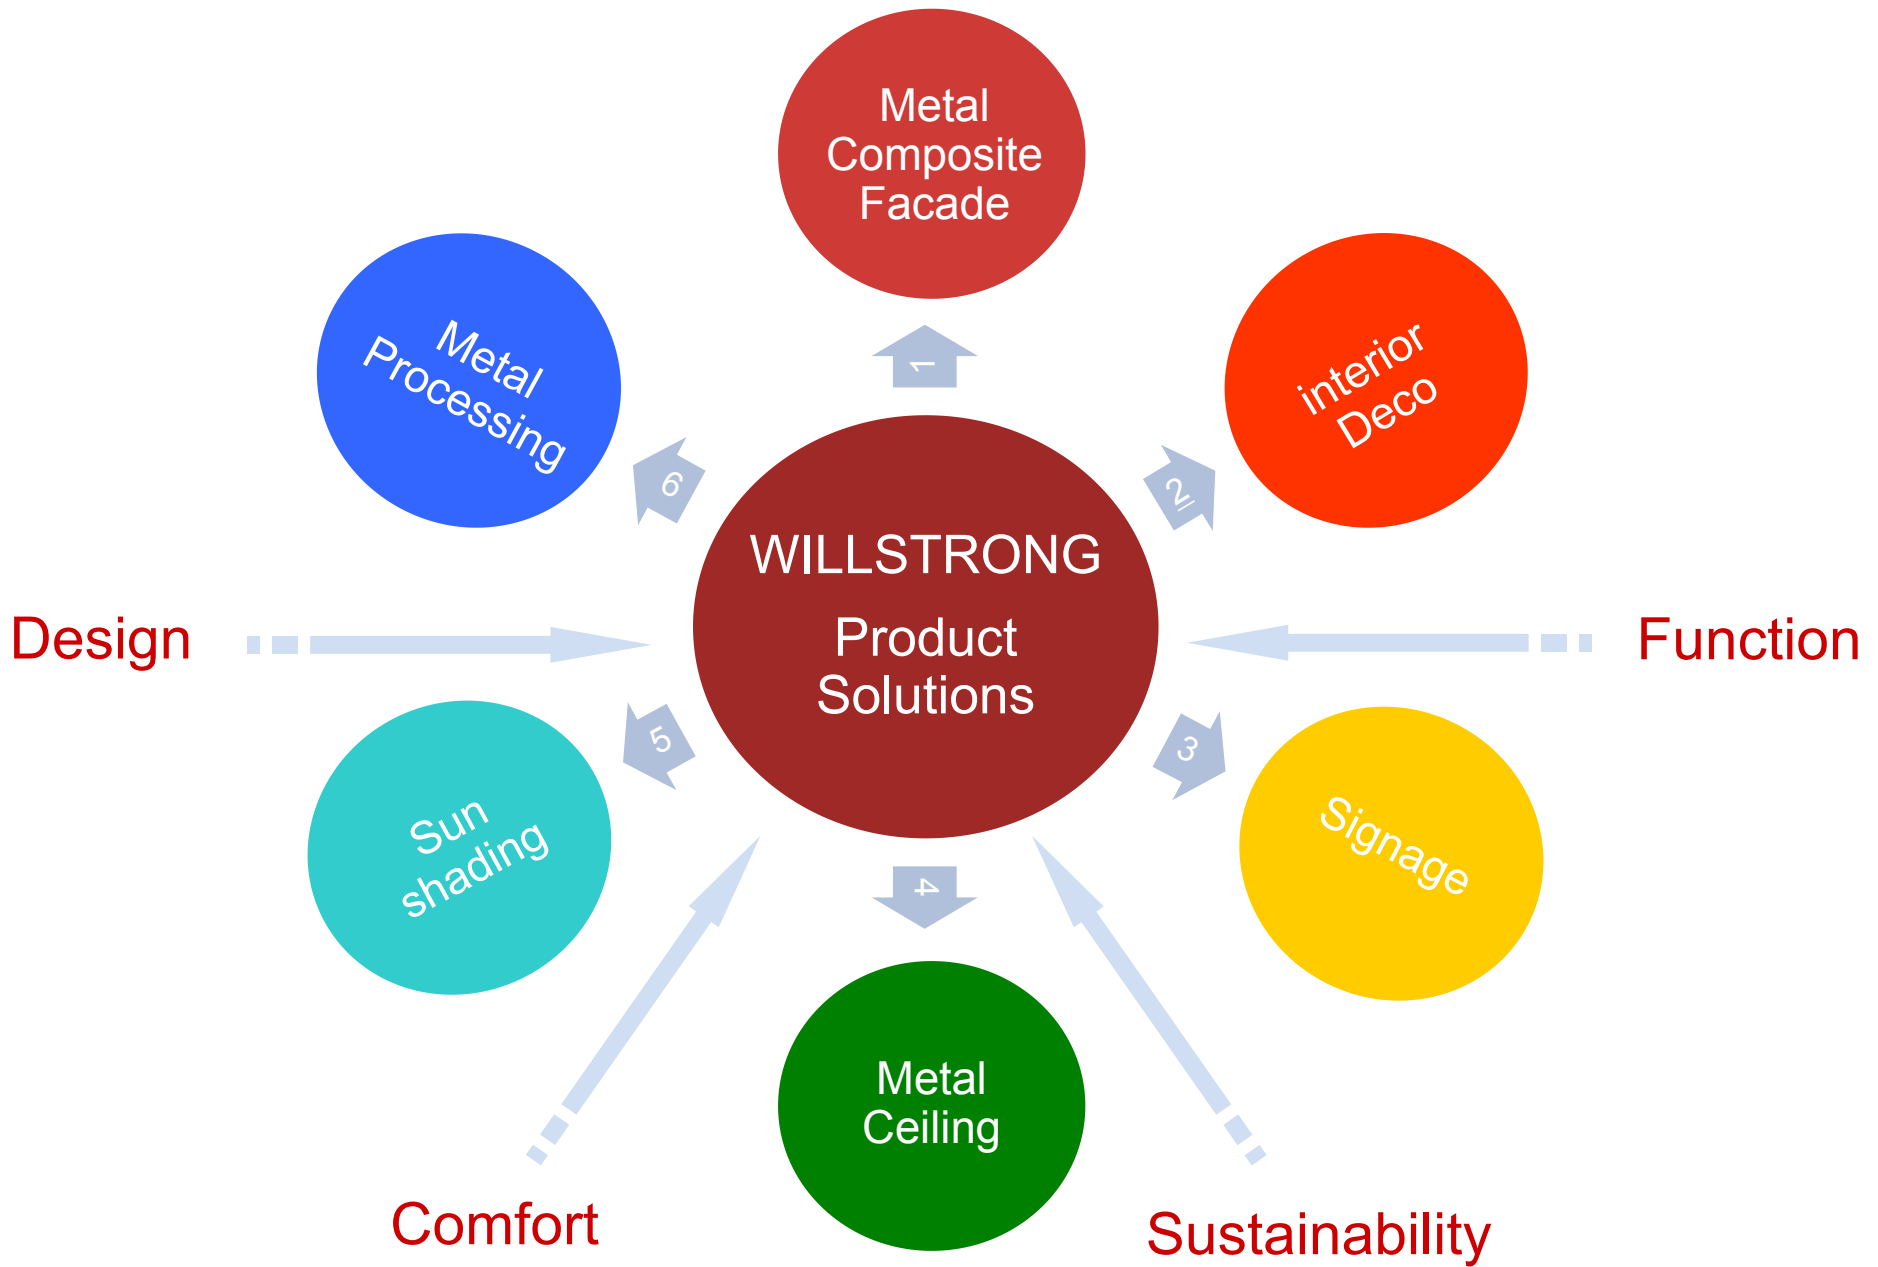 Metal
Composite
Facade
1
interior
Deco
2
Metal
Processing
6
WILLSTRONG
Product
Solutions
Design
Function
3
Signage
5
Sun
shading
4
Metal
Ceiling
Comfort
Sustainability